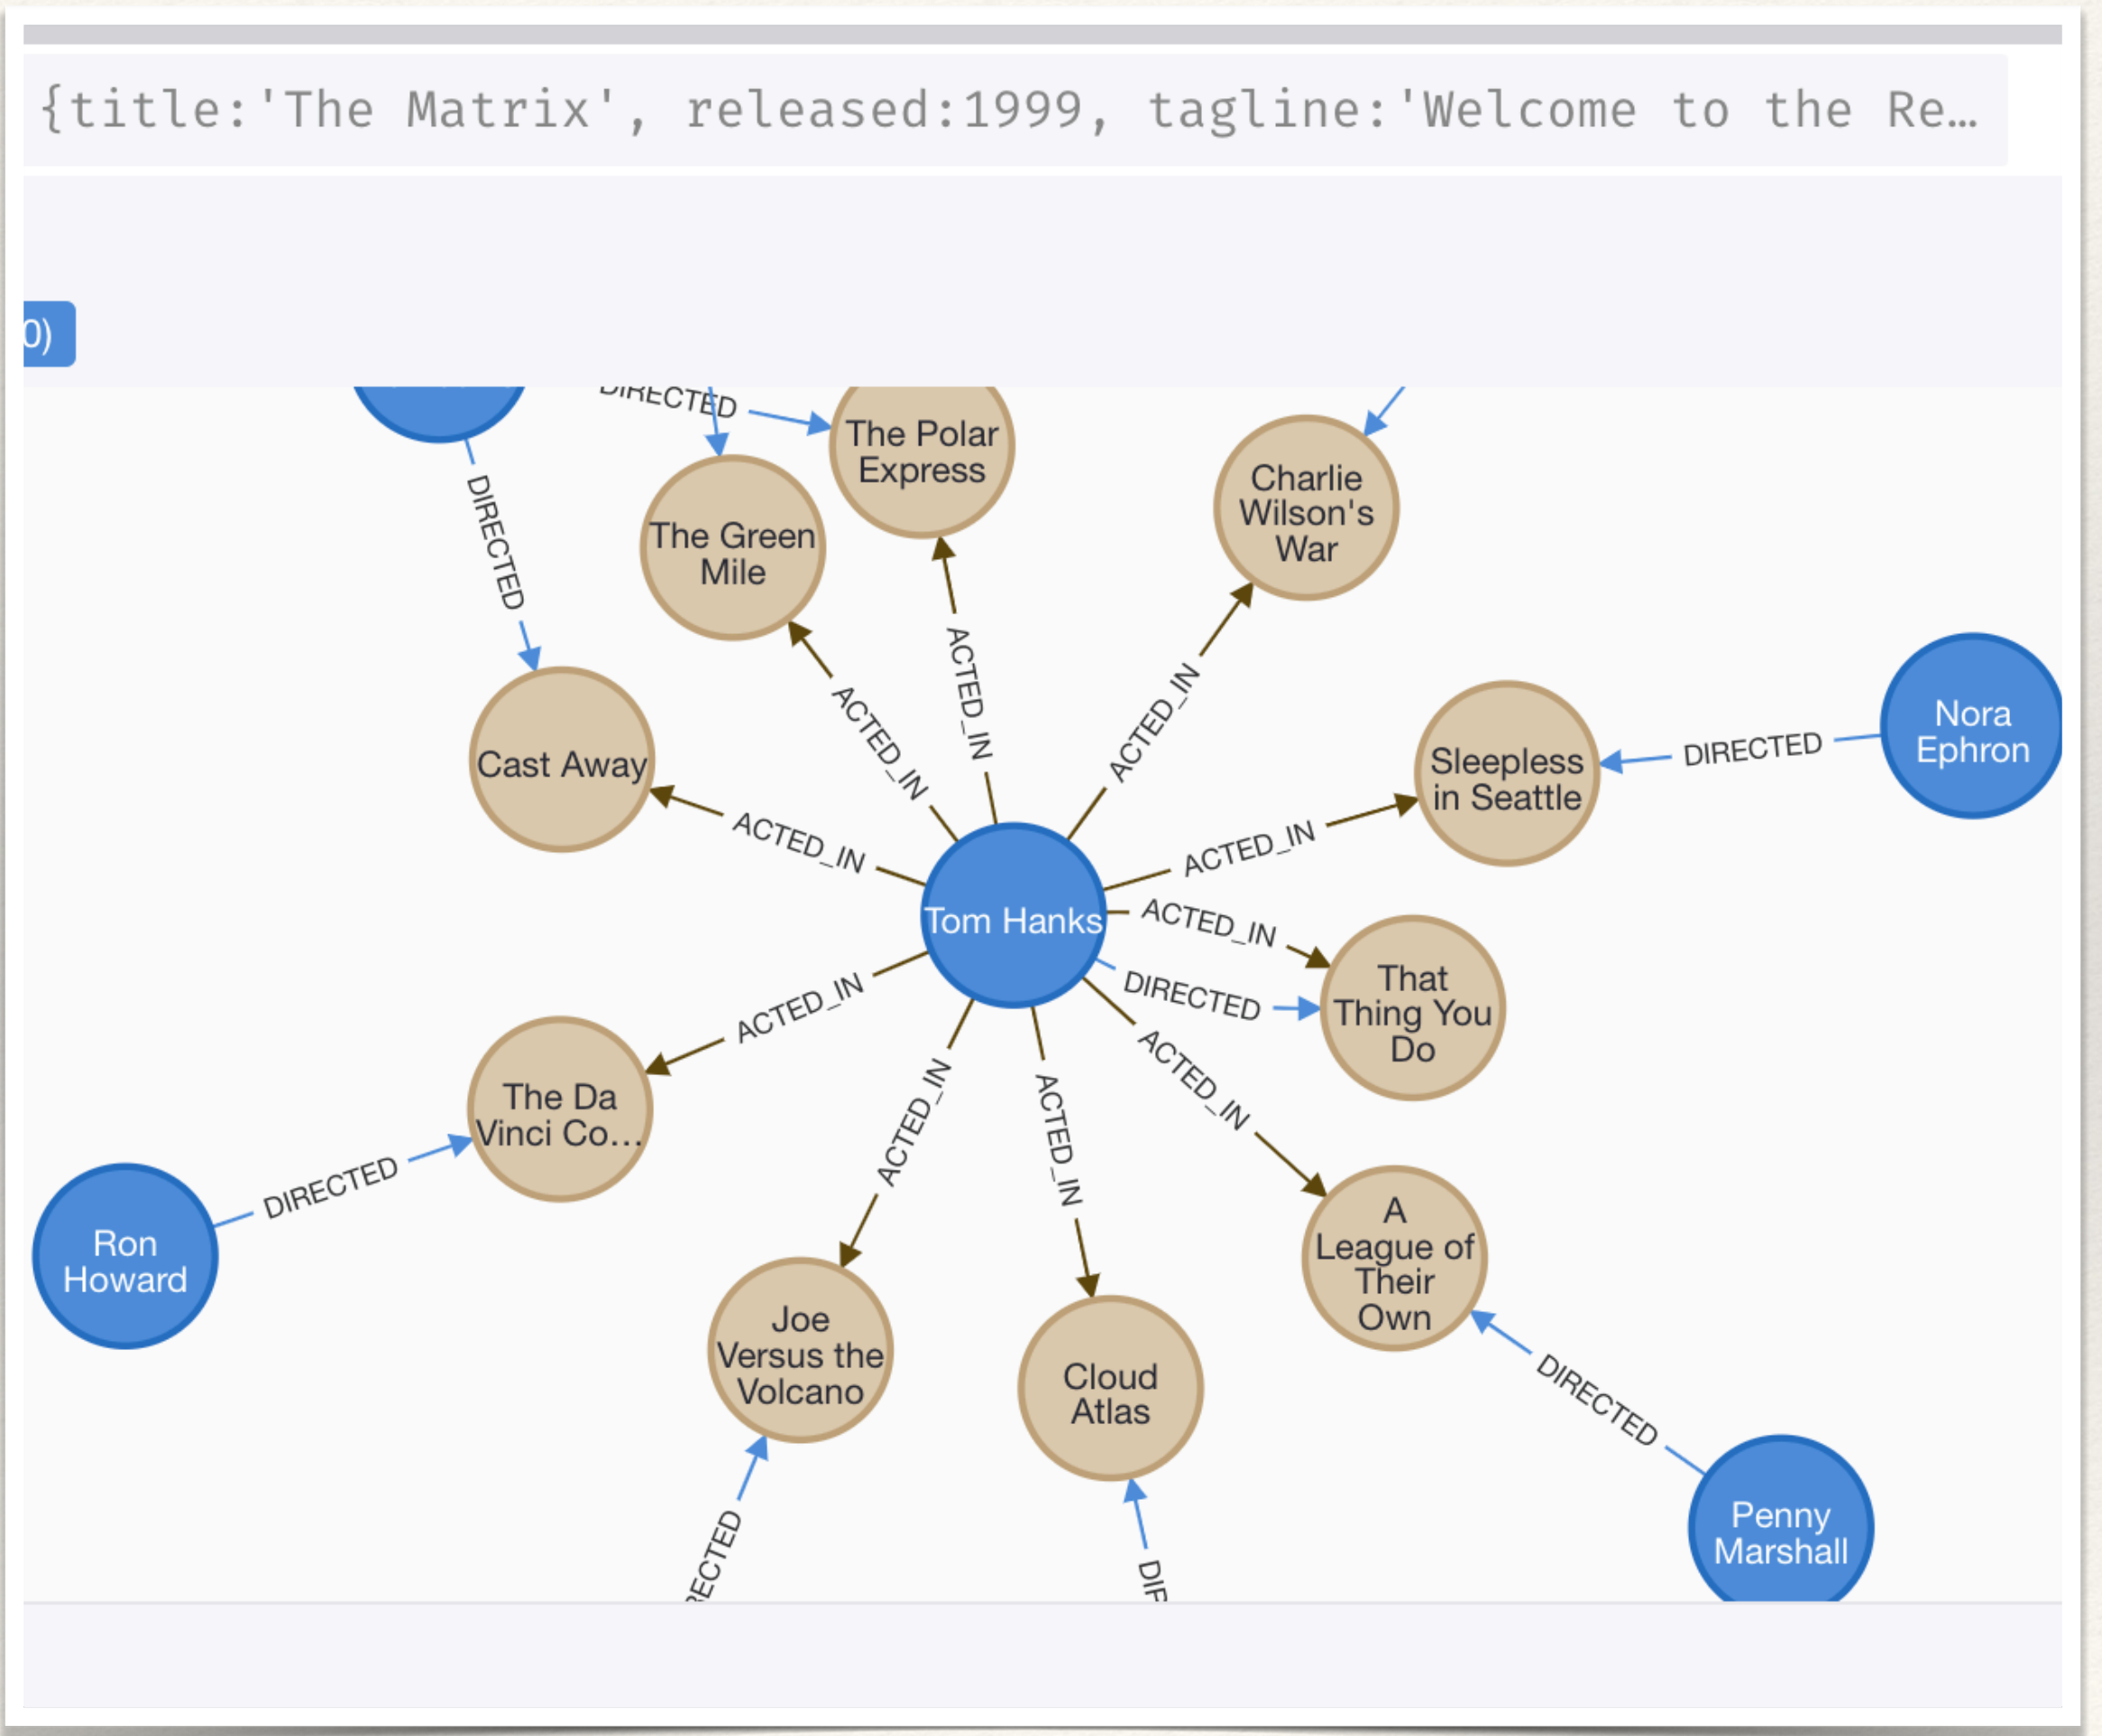 {title:'The Matrix', released:1999, tagline:'Welcome to the Re…
0)
DIRECTED
The Polar
Express
Charlie
Wilson's
War
The Green
Mile
DIRECTED
ACTED_IN
ACTED_IN
ACTED_IN
Nora
Ephron
DIRECTED
Sleepless
in Seattle
Cast Away
ACTED_IN
ACTED_IN
Tom Hanks
ACTED_IN
DIRECTED
That
Thing You
Do
ACTED_IN
ACTED_IN
The Da
Vinci Co…
DIRECTED
Ron
Howard
ACTED_IN
ACTED_IN
A
League of
Their
Own
Joe
Versus the
Volcano
Cloud
Atlas
DIRECTED
Penny
Marshall
RECTED
DIR